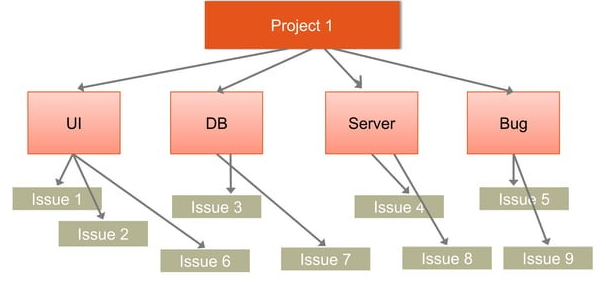 Project 1
UI
DB
Server
Bug
Issue 1
Issue 3
Issue 4
Issue 5
Issue 2
Issue 6
Issue 7
Issue 8
Issue 9